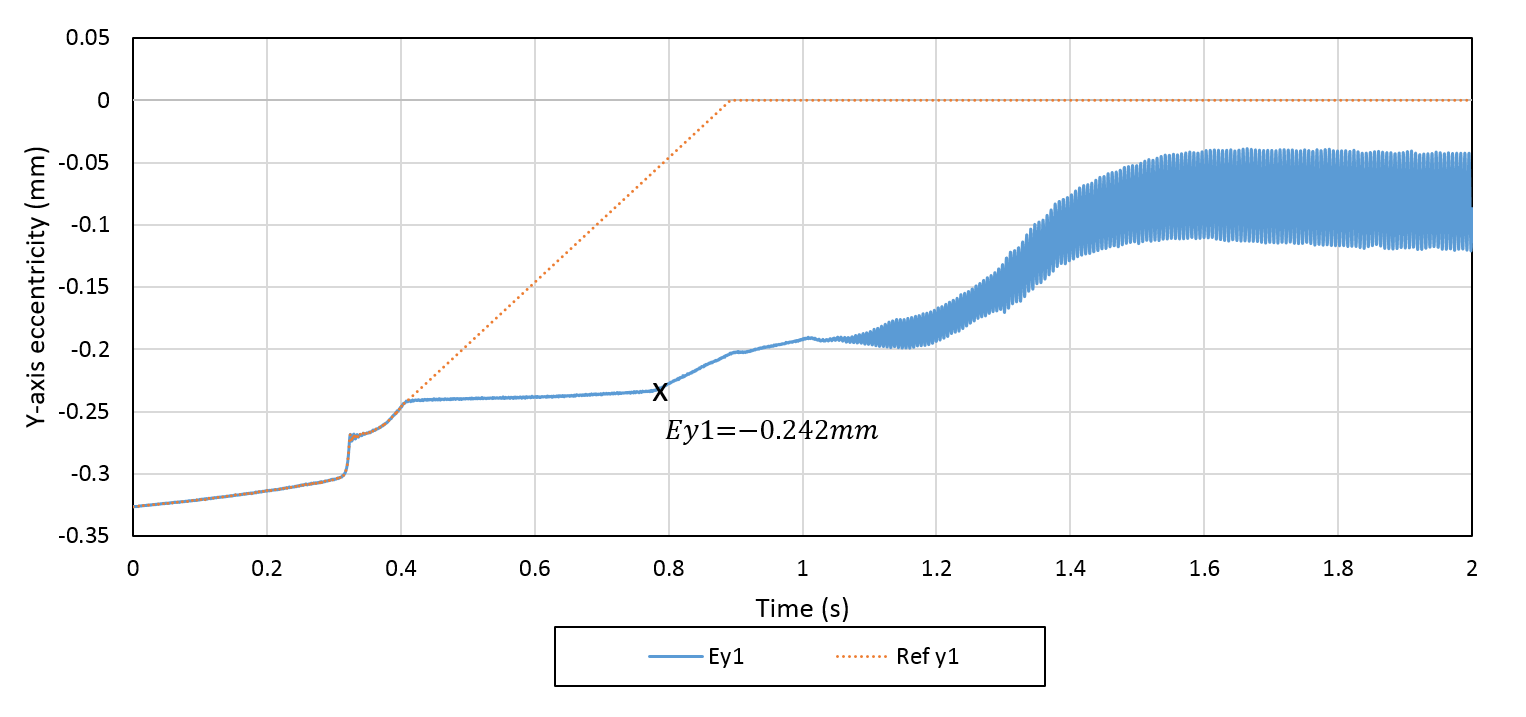 0.05
0
-0.05
-0.1
-0.15
-0.2
-0.25
-0.3
-0.35
Y-axis eccentricity (mm)
X
Ey1=−0.242mm
0 0.2 0.4 0.6 0.8 1 1.2 1.4 1.6 1.8 2
Time (s)
Ey1 Ref y1